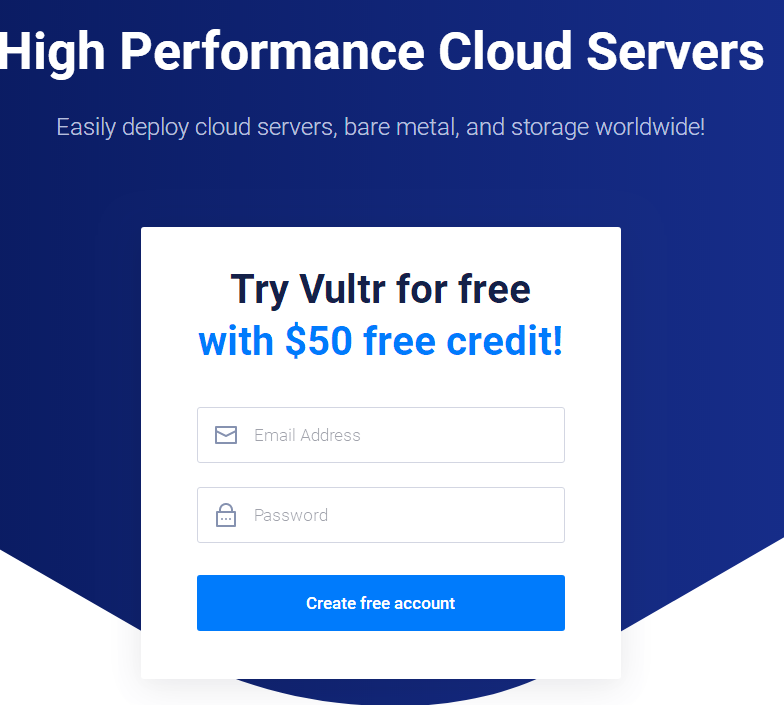 High Performance Cloud Servers
Easily deploy cloud servers, bare metal, and storage worldwide!
Try Vultr for free
with $50 free credit!
Email Address
Password
Create free account